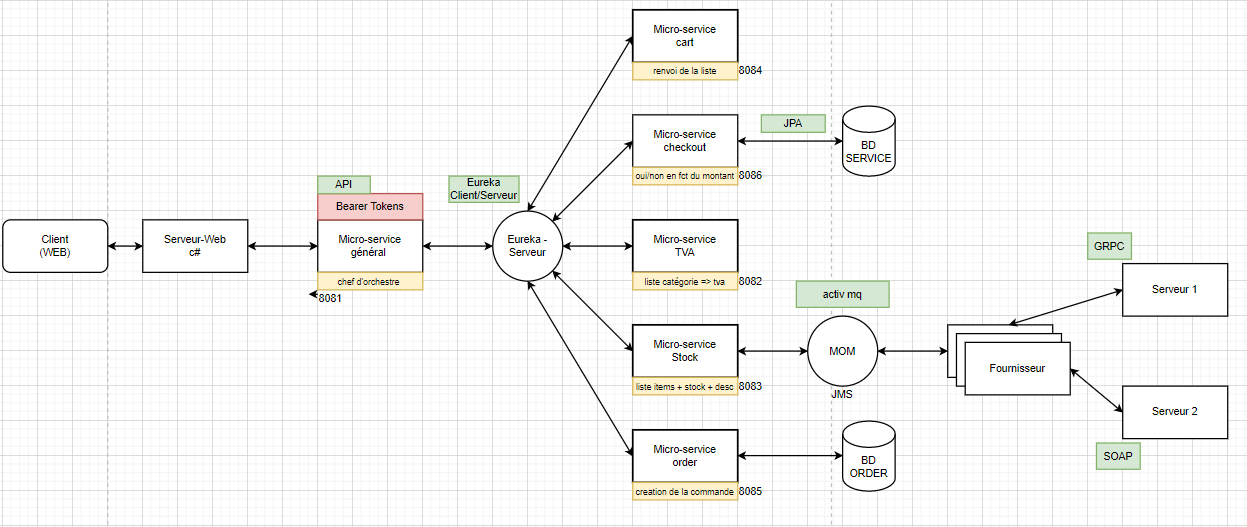 Micro-service
cart
renvoi de la liste
8084
Micro-service
checkout
oui/non en fct du montant
8086
JPA
BD
SERVICE
API
Bearer Tokens
Eureka
Client/Serveur
Client
(WEB)
Serveur-Web
c#
Micro-service
général
chef d'orchestre
8081
Eureka -
Serveur
Micro-service
TVA
liste catégorie => tva
8082
activ mq
GRPC
Serveur 1
Micro-service
Stock
liste items + stock + desc
8083
MOM
JMS
Fournisseur
Serveur 2
SOAP
Micro-service
order
creation de la commande
8085
BD
ORDER